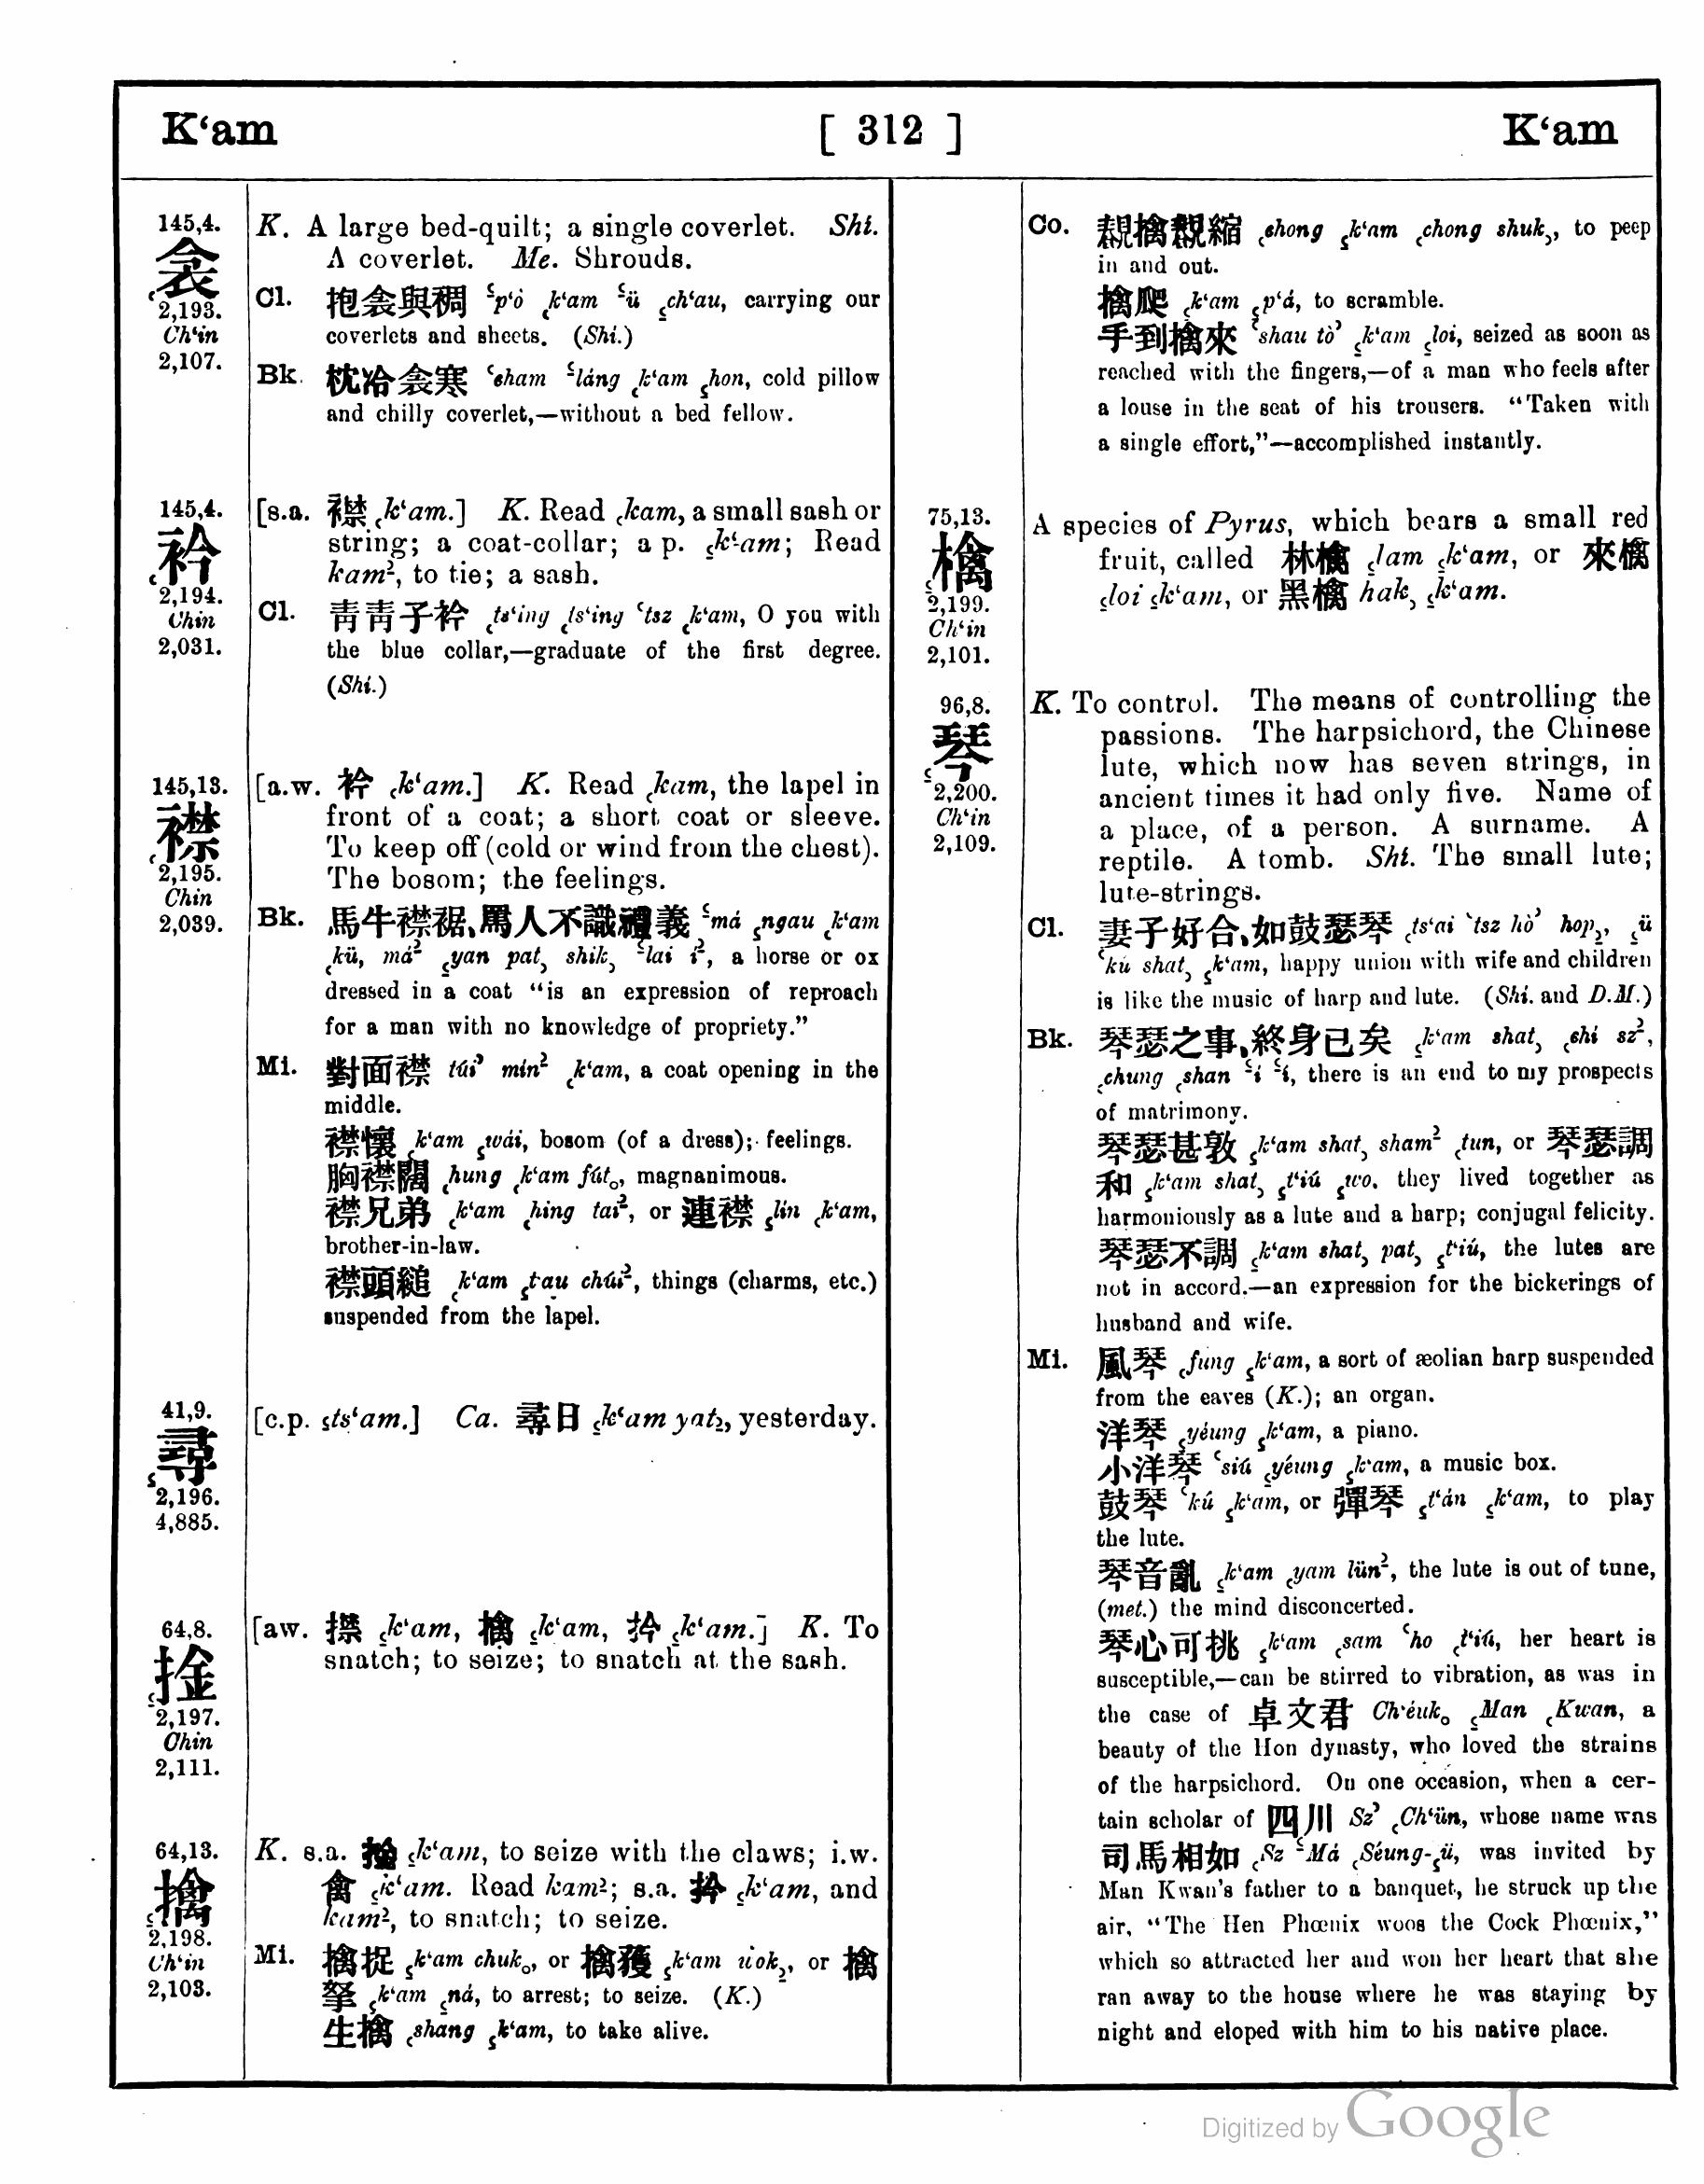 K‘am [ 312 ] K‘am
145,4.
衾
2,193.
Ch‘in
2,107.
K. A large bed-quilt; a single coverlet. Shi.
A coverlet. Me. Shrouds.
Cl. 抱衾與裯 ꜂p‘ò ꜀k‘am ꜃ü ꜁ch‘au, carrying our
coverlets and sheets. (Shi.)
Bk. 枕冷衾寒 ꜂cham ꜃láng ꜀k‘am ꜁hon, cold pillow
and chilly coverlet,—without a bed fellow.
145,4.
衿
2,194.
Chin
2,031.
[s.a. 襟 ꜀k‘am.] K. Read ꜀kam, a small sash or
string; a coat-collar; a p. ꜁k‘am; Read
kam², to tie; a sash.
Cl. 靑靑子衿 ꜀ts‘ing ꜀ts‘ing ꜂tsz ꜀k‘am, O you with
the blue collar,—graduate of the first degree.
(Shi.)
145,13.
襟
2,195.
Chin
2,039.
[a.w. 衿 ꜀k‘am.] K. Read ꜀kam, the lapel in
front of a coat; a short coat or sleeve.
To keep off (cold or wind from the chest).
The bosom; the feelings.
Bk. 馬牛襟裾、罵人不識禮義 ꜃má ꜁ngau ꜀k‘am
꜀kü, má² ꜁yan pat꜆ shik꜆ ꜃lai í², a horse or ox
dressed in a coat “is an expression of reproach
for a man with no knowledge of propriety.”
Mi. 對面襟 túi꜄ mín² ꜀k‘am, a coat opening in the
middle.
襟懷 ꜀k‘am ꜁wái, bosom (of a dress); feelings.
胸襟闊 ꜀hung ꜀k‘am fút꜀, magnanimous.
襟兄弟 ꜀k‘am ꜀hing tai², or 連襟 ꜁lin ꜀k‘am,
brother-in-law.
襟頭縋 ꜀k‘am ꜁t‘au chúi², things (charms, etc.)
suspended from the lapel.
41,9.
尋
2,196.
4,885.
[c.p. ꜁ts‘am.] Ca. 尋日 ꜁k‘am yat₂, yesterday.
64,8.
捦
2,197.
Chin
2,111.
[aw. 㩒 ꜁k‘am, 擒 ꜁k‘am, 扲 ꜁k‘am.] K. To
snatch; to seize; to snatch at the sash.
64,13.
擒
2,198.
Ch‘in
2,103.
K. s.a. 捦 ꜁k‘am, to seize with the claws; i.w.
禽 ꜁k‘am. Read kam²; s.a. 扲 ꜁k‘am, and
kam², to snatch; to seize.
Mi. 擒捉 ꜁k‘am chuk꜀, or 擒獲 ꜁k‘am wok₂, or 擒
拏 ꜁k‘am ꜁ná, to arrest; to seize. (K.)
生擒 ꜀shang ꜁k‘am, to take alive.
Co. 覩擒覩縮 ꜀chong ꜁k‘am ꜀chong shuk꜆, to peep
in and out.
擒爬 ꜁k‘am ꜁p‘á, to scramble.
手到擒來 ꜂shau tò꜄ ꜁k‘am ꜁loi, seized as soon as
reached with the fingers,—of a man who feels after
a louse in the seat of his trousers. “Taken with
a single effort,”—accomplished instantly.
75,13.
檎
2,199.
Ch‘in
2,101.
A species of Pyrus, which bears a small red
fruit, called 林檎 ꜁lam ꜁k‘am, or 來檎
꜁loi ꜁k‘am, or 黑檎 hak꜆ ꜁k‘am.
96,8.
琴
2,200.
Ch‘in
2,109.
K. To control. The means of controlling the
passions. The harpsichord, the Chinese
lute, which now has seven strings, in
ancient times it had only five. Name of
a place, of a person. A surname. A
reptile. A tomb. Shi. The small lute;
lute-strings.
Cl. 妻子好合、如鼓瑟琴 ꜀ts‘ai ꜂tsz hò꜄ hop₂, ꜁ü
꜂kú shat꜆ ꜁k‘am, happy union with wife and children
is like the music of harp and lute. (Shi. and D.M.)
Bk. 琴瑟之事、終身已矣 ꜁k‘am shat꜆ ꜀chi sz²,
꜀chung ꜀shan ꜃í ꜃í, there is an end to my prospects
of matrimony.
琴瑟甚敦 ꜁k‘am shat꜆ sham² ꜀tun, or 琴瑟調
和 ꜁k‘am shat꜆ ꜁t‘iú ꜁wo. they lived together as
harmoniously as a lute and a harp; conjugal felicity.
琴瑟不調 ꜁k‘am shat꜆ pat꜆ ꜁t‘iú, the lutes are
not in accord.—an expression for the bickerings of
husband and wife.
Mi. 風琴 ꜀fung ꜁k‘am, a sort of æolian harp suspended
from the eaves (K.); an organ.
洋琴 ꜁yéung ꜁k‘am, a piano.
小洋琴 ꜂siú ꜁yéung ꜁k‘am, a music box.
鼓琴 ꜂kú ꜁k‘am, or 彈琴 ꜁t‘án ꜁k‘am, to play
the lute.
琴音亂 ꜁k‘am ꜀yam lün², the lute is out of tune,
(met.) the mind disconcerted.
琴心可挑 ꜁k‘am ꜀sam ꜂ho ꜀t‘iú, her heart is
susceptible,—can be stirred to vibration, as was in
the case of 卓文君 Ch‘éuk꜀ ꜁Man ꜀Kwan, a
beauty of the Hon dynasty, who loved the strains
of the harpsichord. On one occasion, when a cer-
tain scholar of 四川 Sz꜄ ꜀Ch‘ün, whose name was
司馬相如 ꜀Sz ꜃Má ꜀Séung-꜁ü, was invited by
Man Kwan's father to a banquet, he struck up the
air, “The Hen Phœnix woos the Cock Phœnix,”
which so attracted her and won her heart that she
ran away to the house where he was staying by
night and eloped with him to his native place.
Digitized by Google